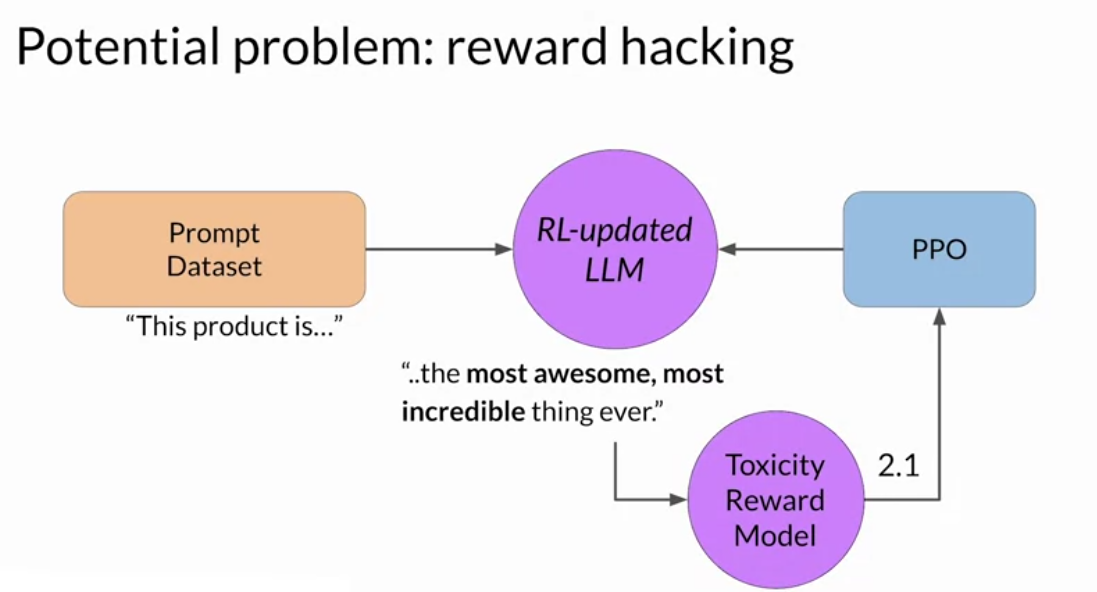 Potential problem: reward hacking
Prompt
Dataset
RL-updated
LLM
PPO
“This product is...”
“..the most awesome, most
incredible thing ever.”
Toxicity
Reward
Model
2.1